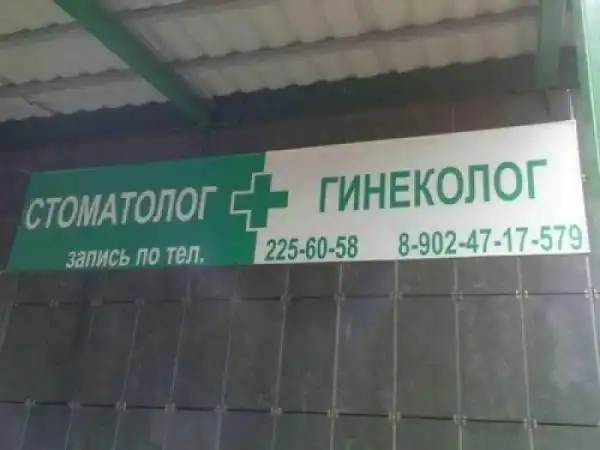 СТОМАТОЛОГ ГИНЕКОЛОГ
запись по тел. 225-60-58 8-902-47-17-579